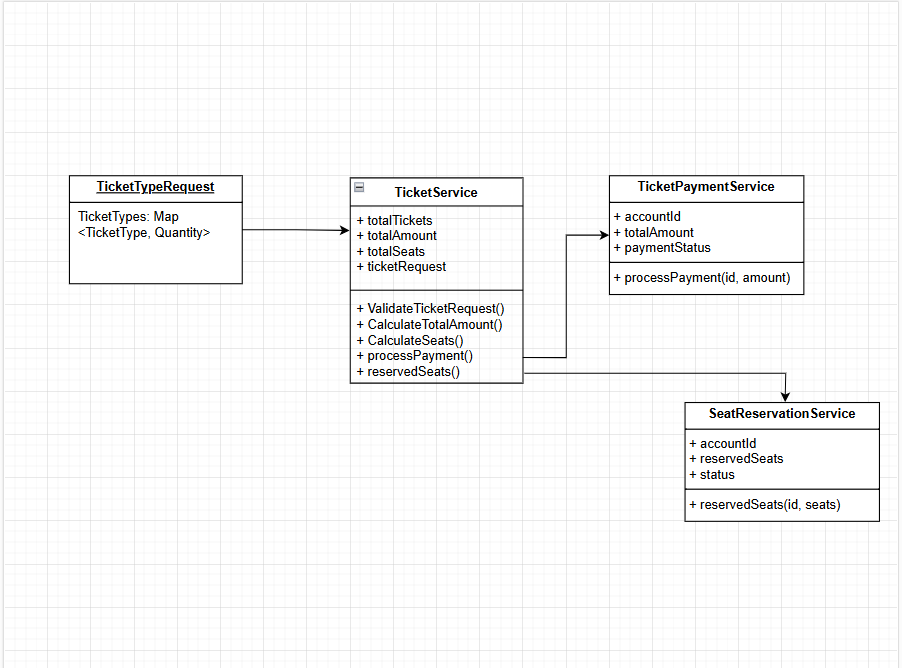 TicketTypeRequest
TicketTypes: Map
<TicketType, Quantity>
TicketService
+ totalTickets
+ totalAmount
+ totalSeats
+ ticketRequest
+ ValidateTicketRequest()
+ CalculateTotalAmount()
+ CalculateSeats()
+ processPayment()
+ reservedSeats()
TicketPaymentService
+ accountId
+ totalAmount
+ paymentStatus
+ processPayment(id, amount)
SeatReservationService
+ accountId
+ reservedSeats
+ status
+ reservedSeats(id, seats)